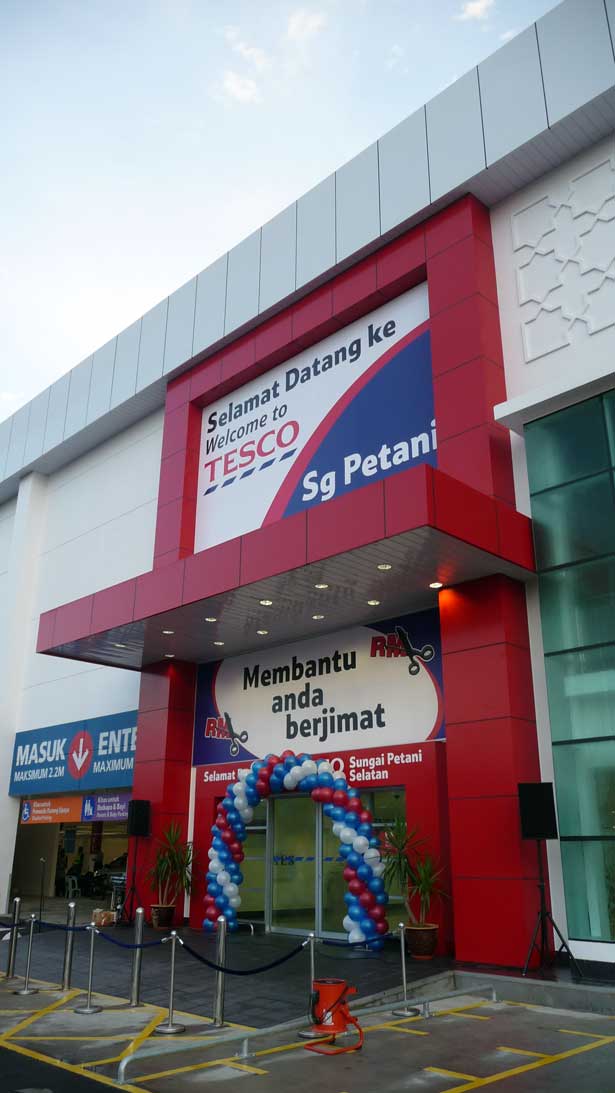 Selamat Datang ke
Welcome to
TESCO
Sg Petani
Membantu
anda
berjimat
RM
RM
Selamat
Sungai Petani
Selatan
MASUK
MAKSIMUM 2.2M
ENTE
MAXIMUM